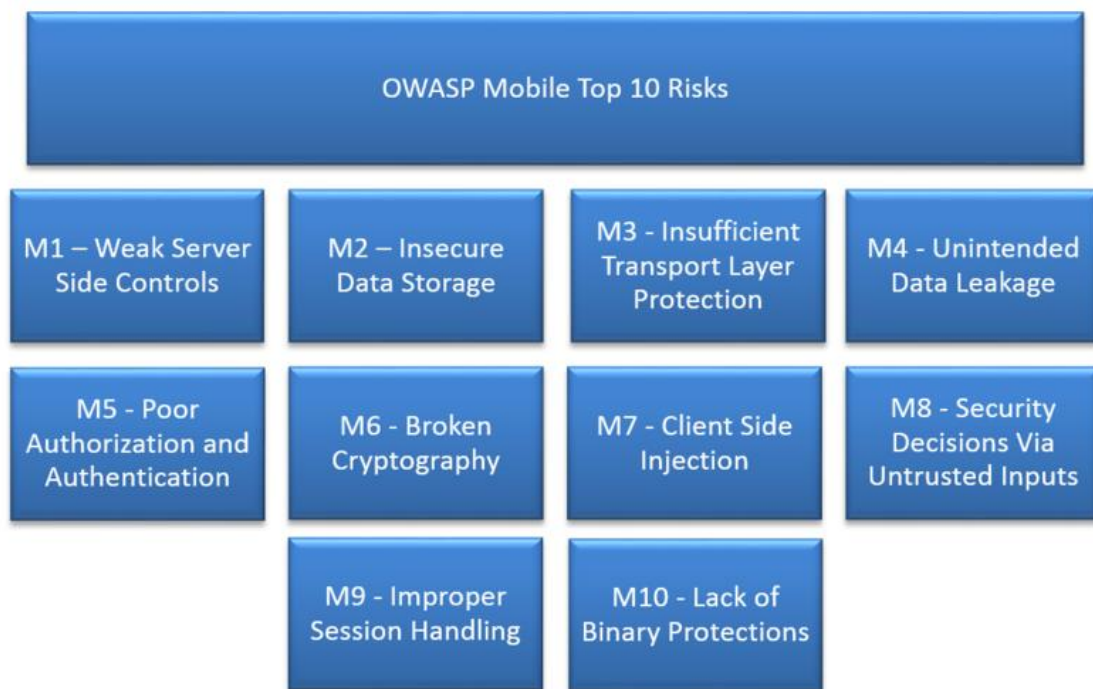 OWASP Mobile Top 10 Risks
M1 – Weak Server
Side Controls
M2 – Insecure
Data Storage
M3 - Insufficient
Transport Layer
Protection
M4 - Unintended
Data Leakage
M5 - Poor
Authorization and
Authentication
M6 - Broken
Cryptography
M7 - Client Side
Injection
M8 - Security
Decisions Via
Untrusted Inputs
M9 - Improper
Session Handling
M10 - Lack of
Binary Protections